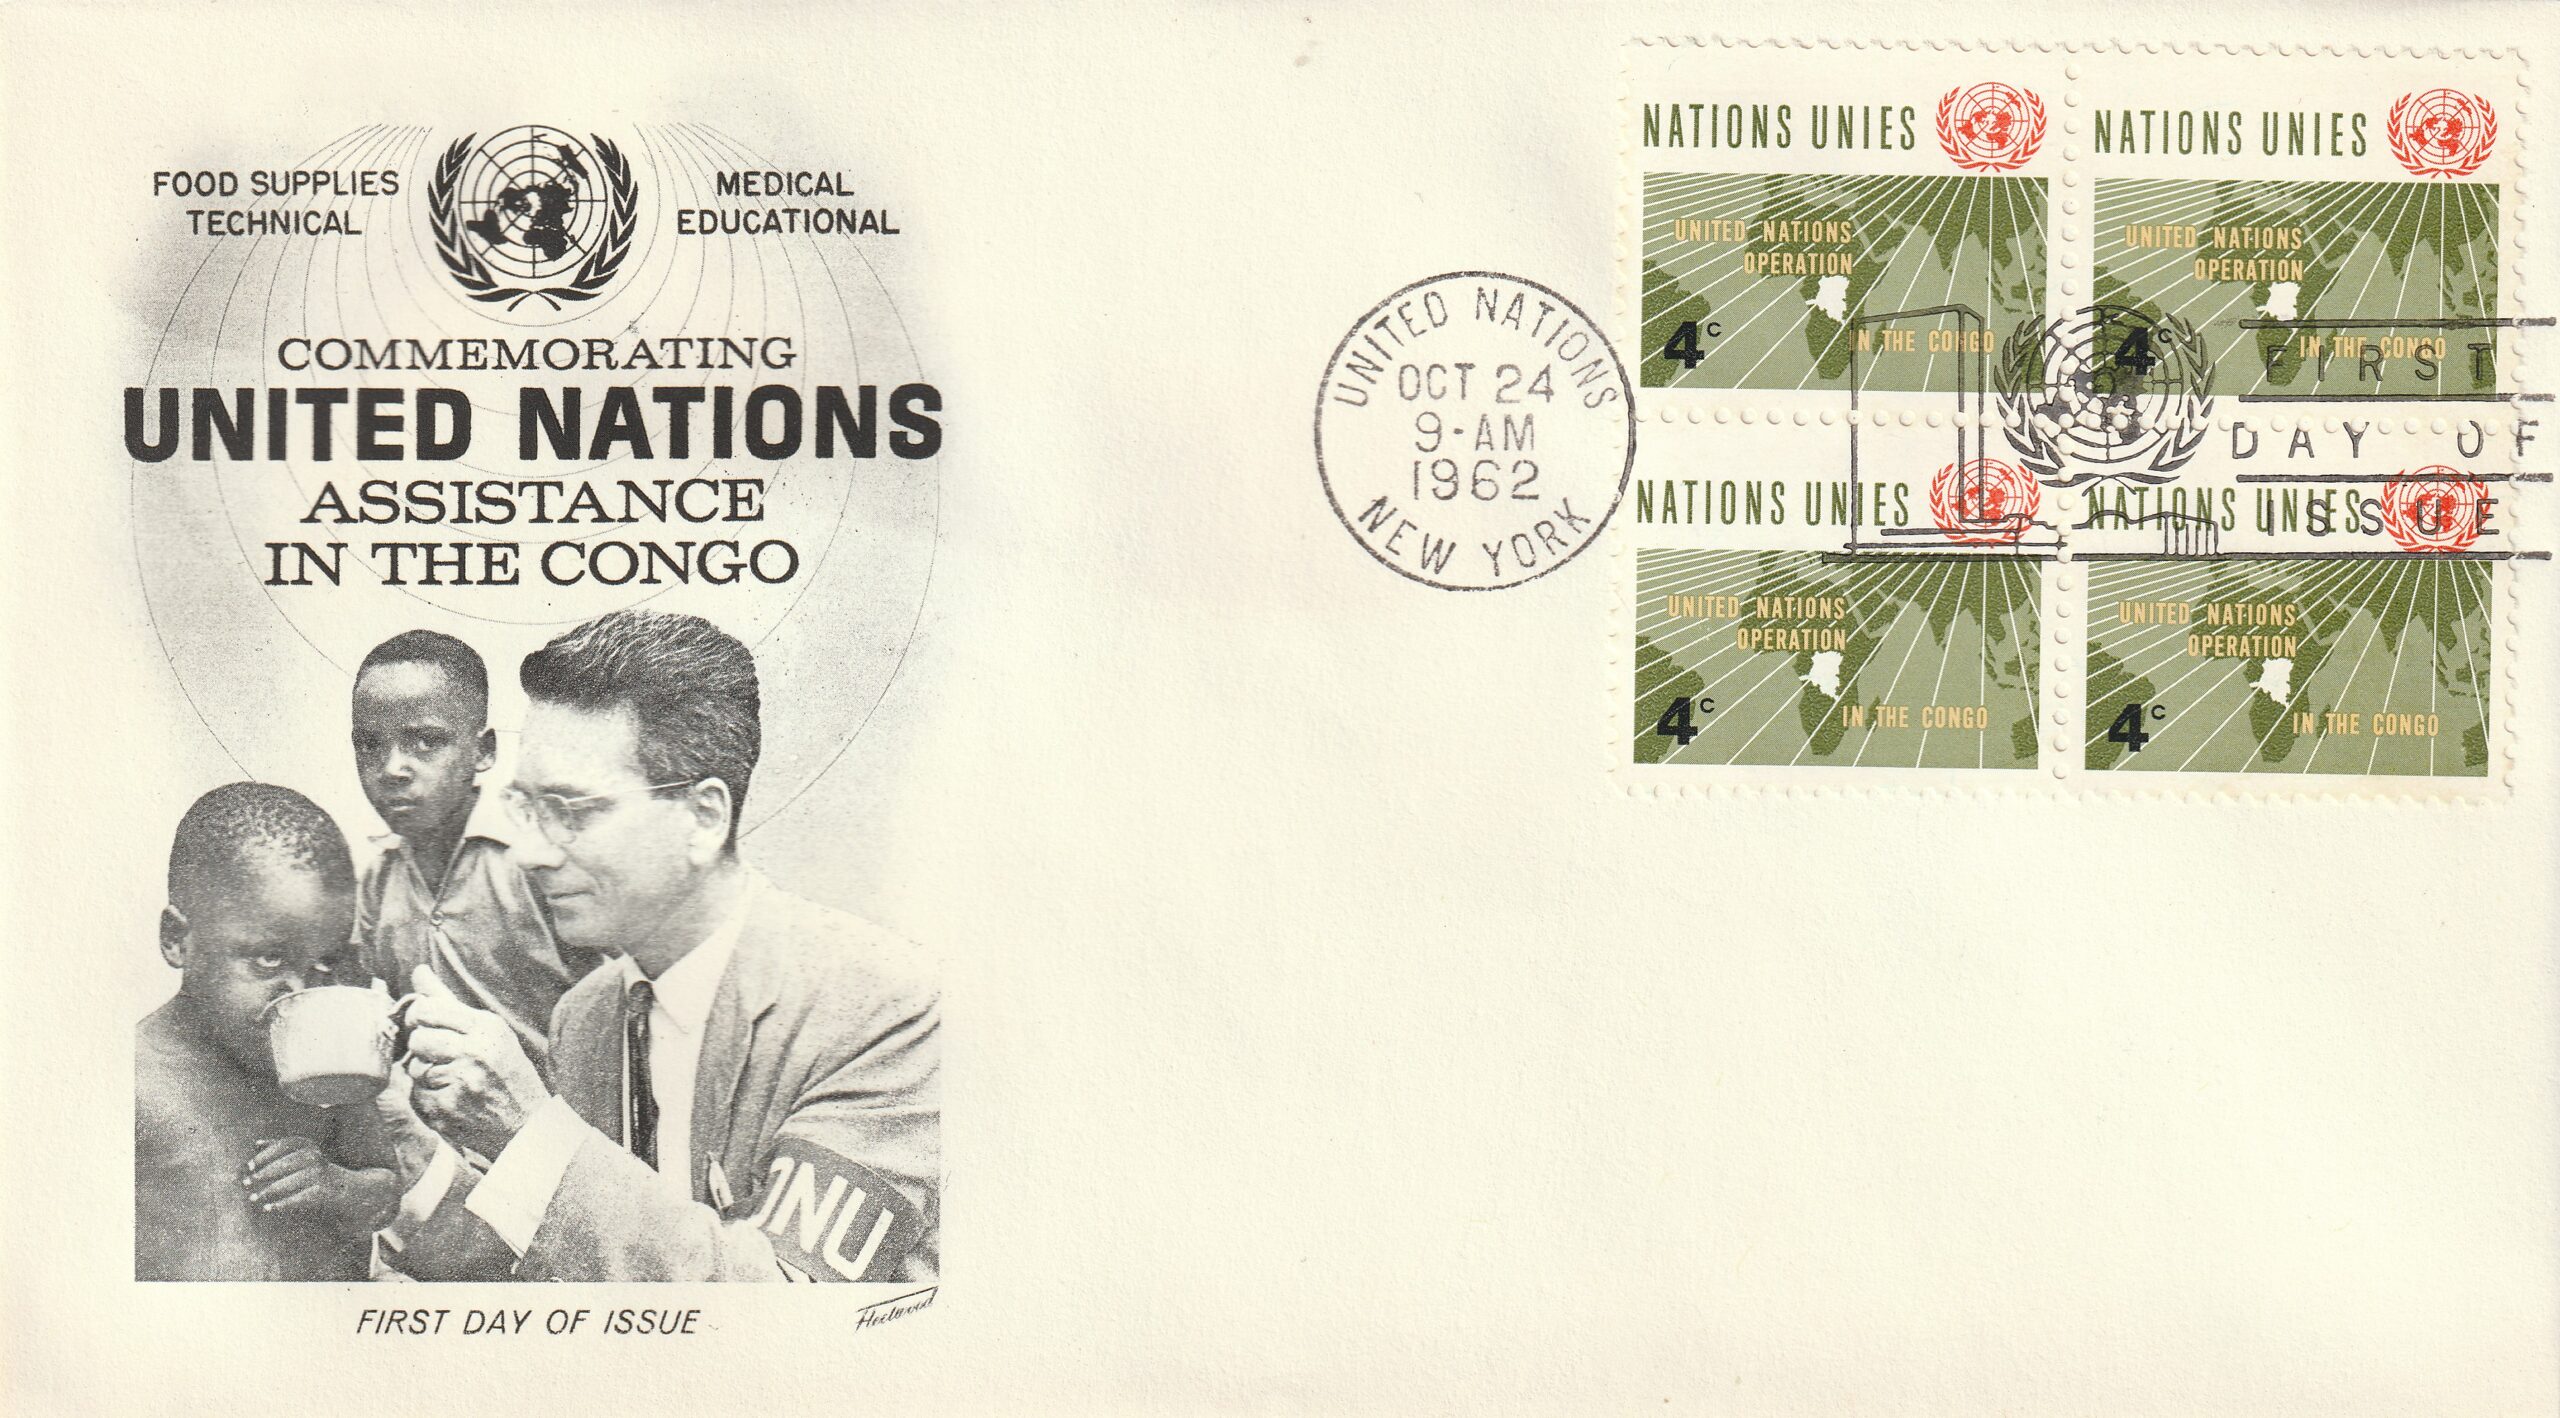 FOOD SUPPLIES
TECHNICAL
MEDICAL
EDUCATIONAL
COMMEMORATING
UNITED NATIONS
ASSISTANCE
IN THE CONGO
ONU
FIRST DAY OF ISSUE
Fleetwood
UNITED NATIONS
OCT 24
9-AM
1962
NEW YORK
NATIONS UNIES
UNITED NATIONS
OPERATION
IN THE CONGO
4c
NATIONS UNIES
UNITED NATIONS
OPERATION
IN THE CONGO
4c
FIRST
DAY OF
ISSUE
NATIONS UNIES
UNITED NATIONS
OPERATION
IN THE CONGO
4c
NATIONS UNIES
UNITED NATIONS
OPERATION
IN THE CONGO
4c